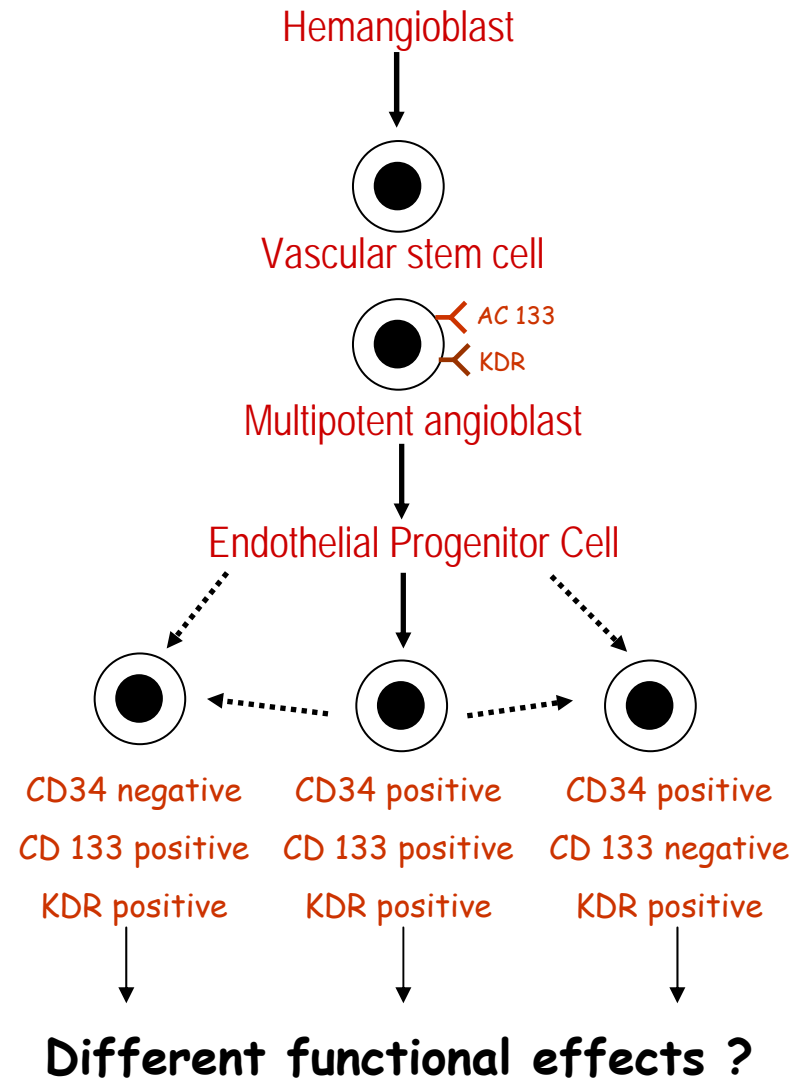 Hemangioblast
Vascular stem cell
AC 133
KDR
Multipotent angioblast
Endothelial Progenitor Cell
CD34 negative
CD 133 positive
KDR positive
CD34 positive
CD 133 positive
KDR positive
CD34 positive
CD 133 negative
KDR positive
Different functional effects ?